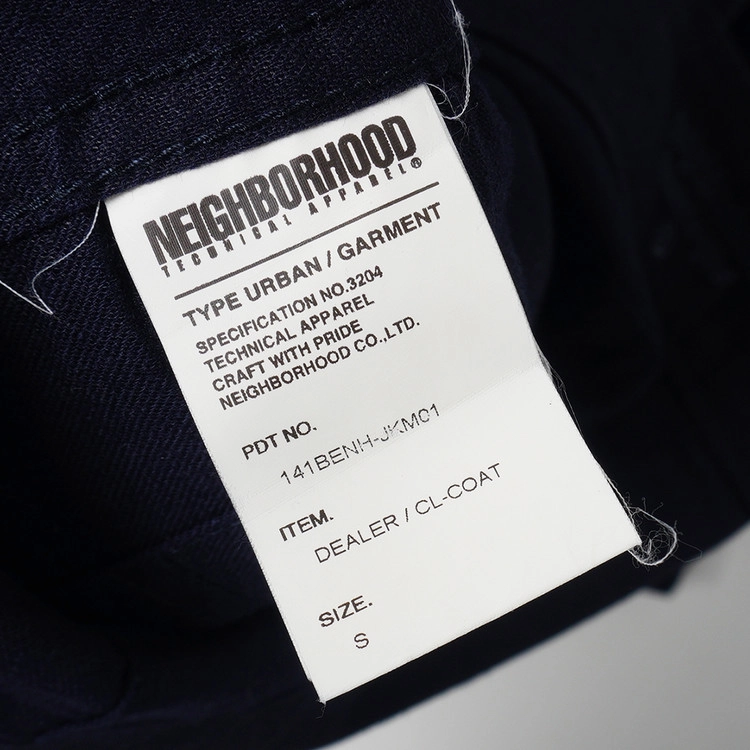 NEIGHBORHOOD
TECHNICAL APPAREL®
TYPE URBAN / GARMENT
SPECIFICATION NO.3204
TECHNICAL APPAREL
CRAFT WITH PRIDE
NEIGHBORHOOD CO.,LTD.
PDT NO.
141BENH-JKM01
ITEM.
DEALER / CL-COAT
SIZE.
S